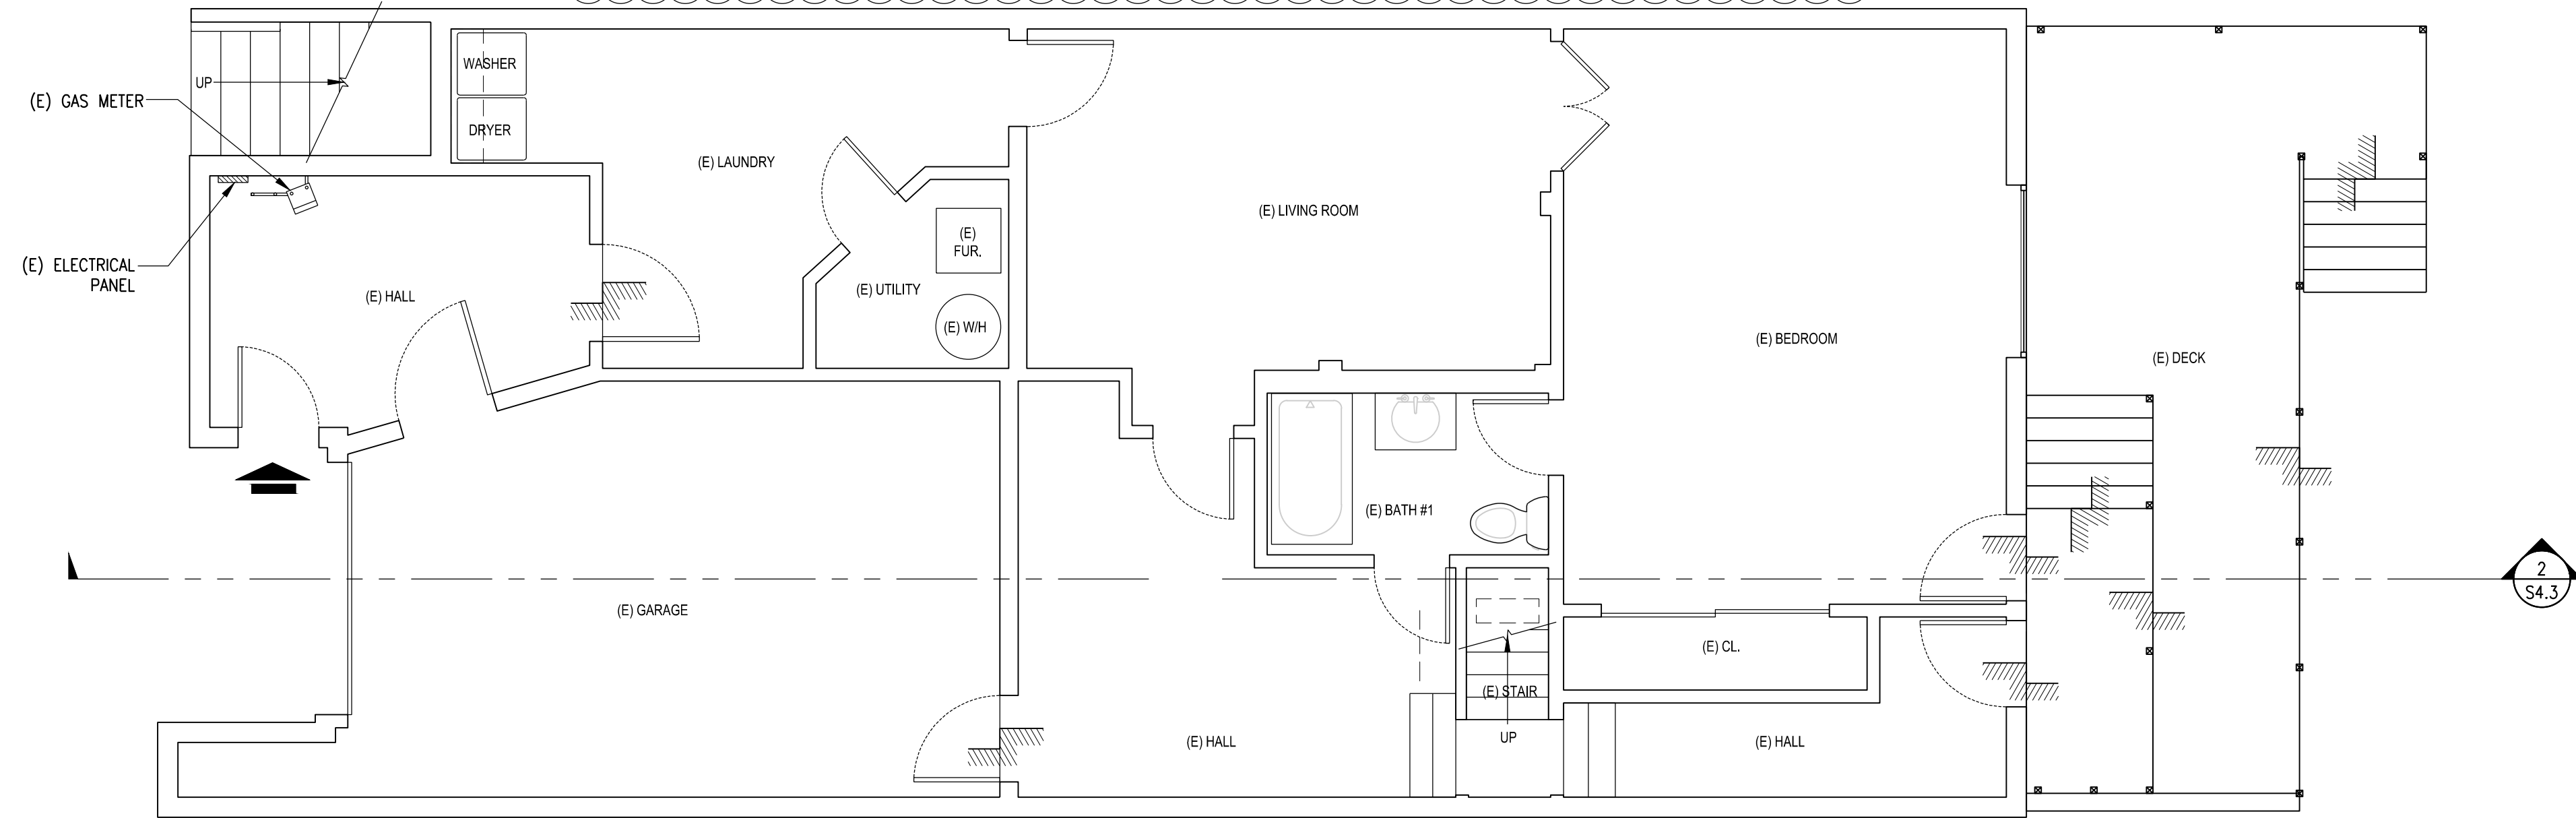 UP
WASHER
(E) GAS METER
DRYER
(E) LAUNDRY
(E) LIVING ROOM
(E)
FUR.
(E) ELECTRICAL
PANEL
(E) HALL
(E) UTILITY
(E) W/H
(E) BEDROOM
(E) DECK
(E) BATH #1
2
S4.3
(E) GARAGE
(E) CL.
(E) STAIR
UP
(E) HALL
(E) HALL